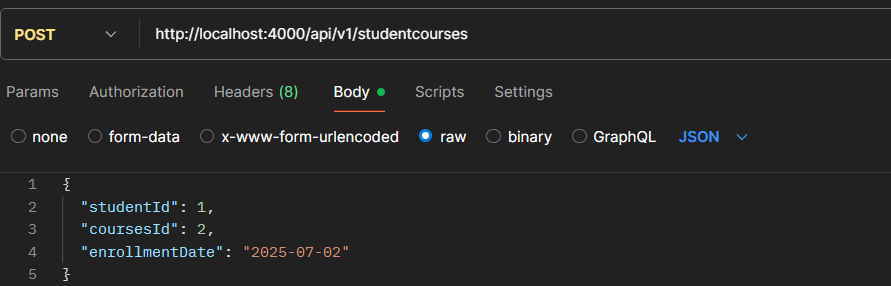 POST http://localhost:4000/api/v1/studentcourses
Params Authorization Headers (8) Body Scripts Settings
none form-data x-www-form-urlencoded raw binary GraphQL JSON
1 {
2 "studentId": 1,
3 "coursesId": 2,
4 "enrollmentDate": "2025-07-02"
5 }